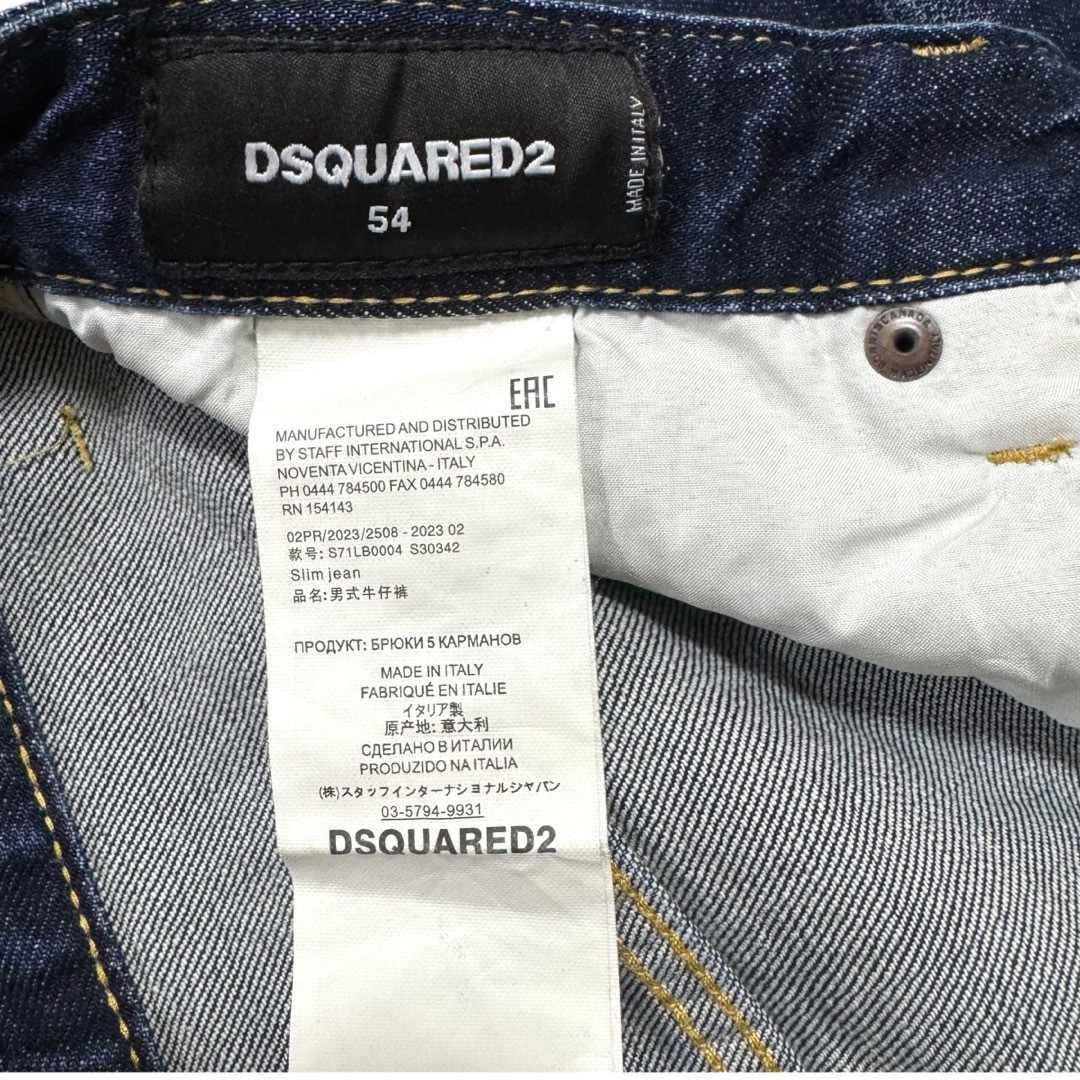 DSQUARED2
54
MADE IN ITALY
BORN IN CANADA
EAC
MANUFACTURED AND DISTRIBUTED
BY STAFF INTERNATIONAL S.P.A.
NOVENTA VICENTINA - ITALY
PH 0444 784500 FAX 0444 784580
RN 154143
02PR/2023/2508 - 2023 02
款号: S71LB0004 S30342
Slim jean
品名: 男式牛仔裤
ПРОДУКТ: БРЮКИ 5 КАРМАНОВ
MADE IN ITALY
FABRIQUÉ EN ITALIE
イタリア製
原产地: 意大利
СДЕЛАНО В ИТАЛИИ
PRODUZIDO NA ITALIA
(株)スタッフインターナショナルジャパン
03-5794-9931
DSQUARED2